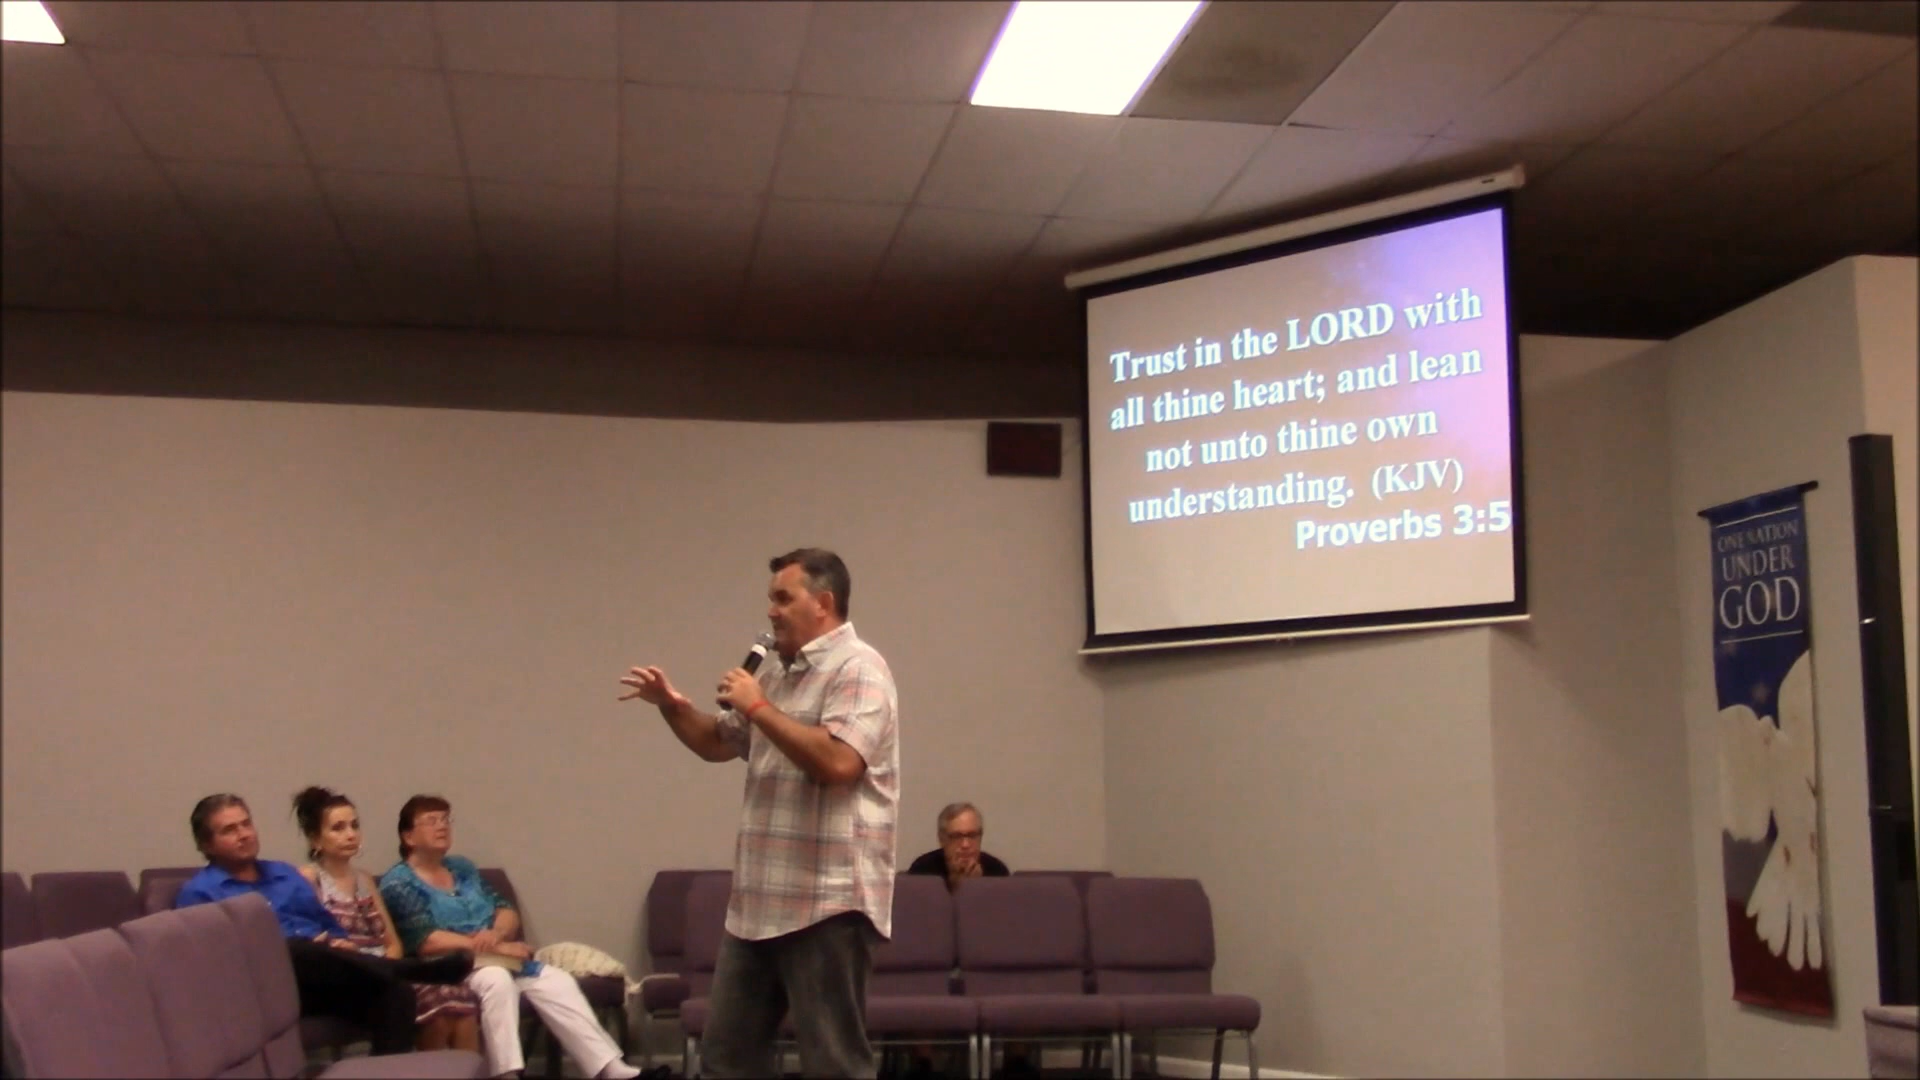 Trust in the LORD with
all thine heart; and lean
not unto thine own
understanding. (KJV)
Proverbs 3:5
ONE NATION
UNDER
GOD